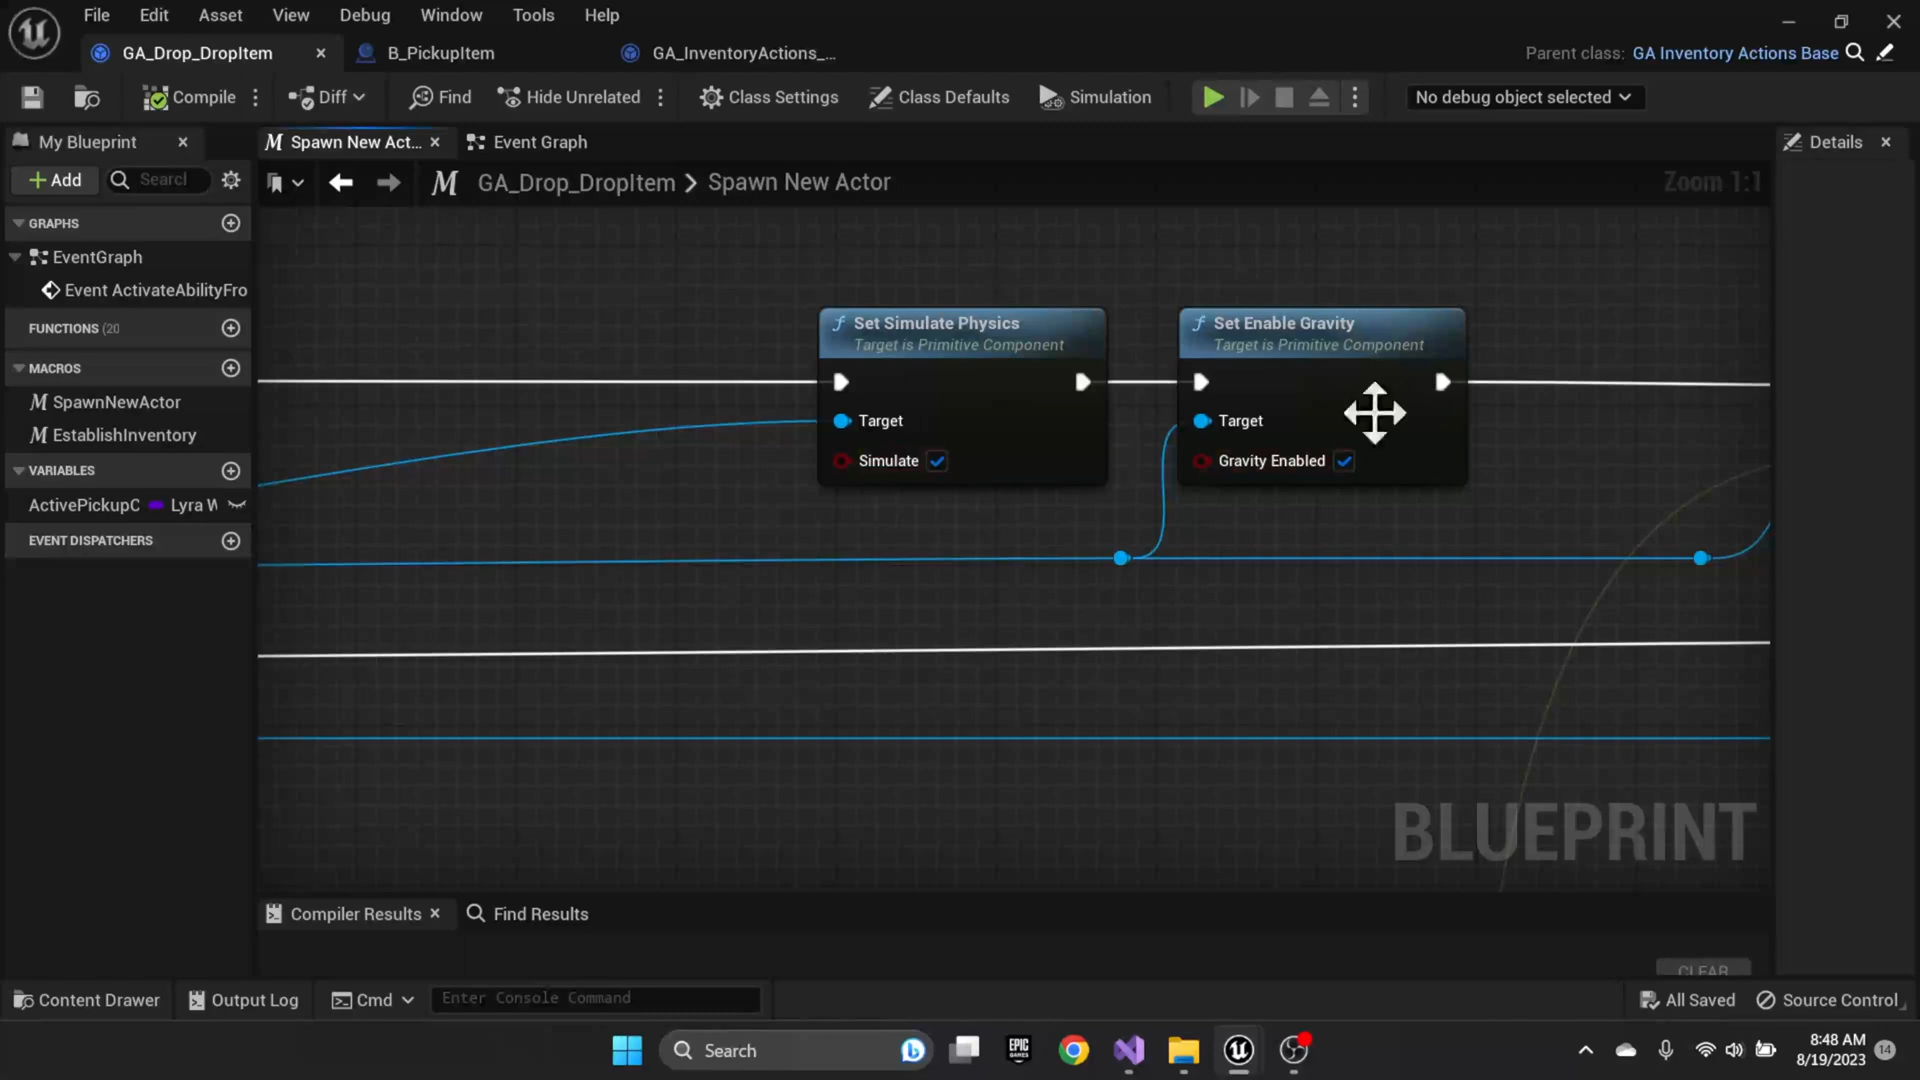 File Edit Asset View Debug Window Tools Help
GA_Drop_DropItem
B_PickupItem
GA_InventoryActions_...
Parent class: GA Inventory Actions Base
Compile
Diff
Find
Hide Unrelated
Class Settings
Class Defaults
Simulation
No debug object selected
My Blueprint
Spawn New Act...
Event Graph
Details
Add
Searcl
M GA_Drop_DropItem > Spawn New Actor
Zoom 1:1
GRAPHS
EventGraph
Event ActivateAbilityFro
FUNCTIONS (20
MACROS
M SpawnNewActor
M EstablishInventory
VARIABLES
ActivePickupC Lyra W
EVENT DISPATCHERS
f Set Simulate Physics
Target is Primitive Component
Target
Simulate
f Set Enable Gravity
Target is Primitive Component
Target
Gravity Enabled
BLUEPRINT
Compiler Results
Find Results
CLEAR
Content Drawer
Output Log
Cmd
Enter Console Command
All Saved
Source Control
Search
EPIC GAMES
8:48 AM
8/19/2023
14